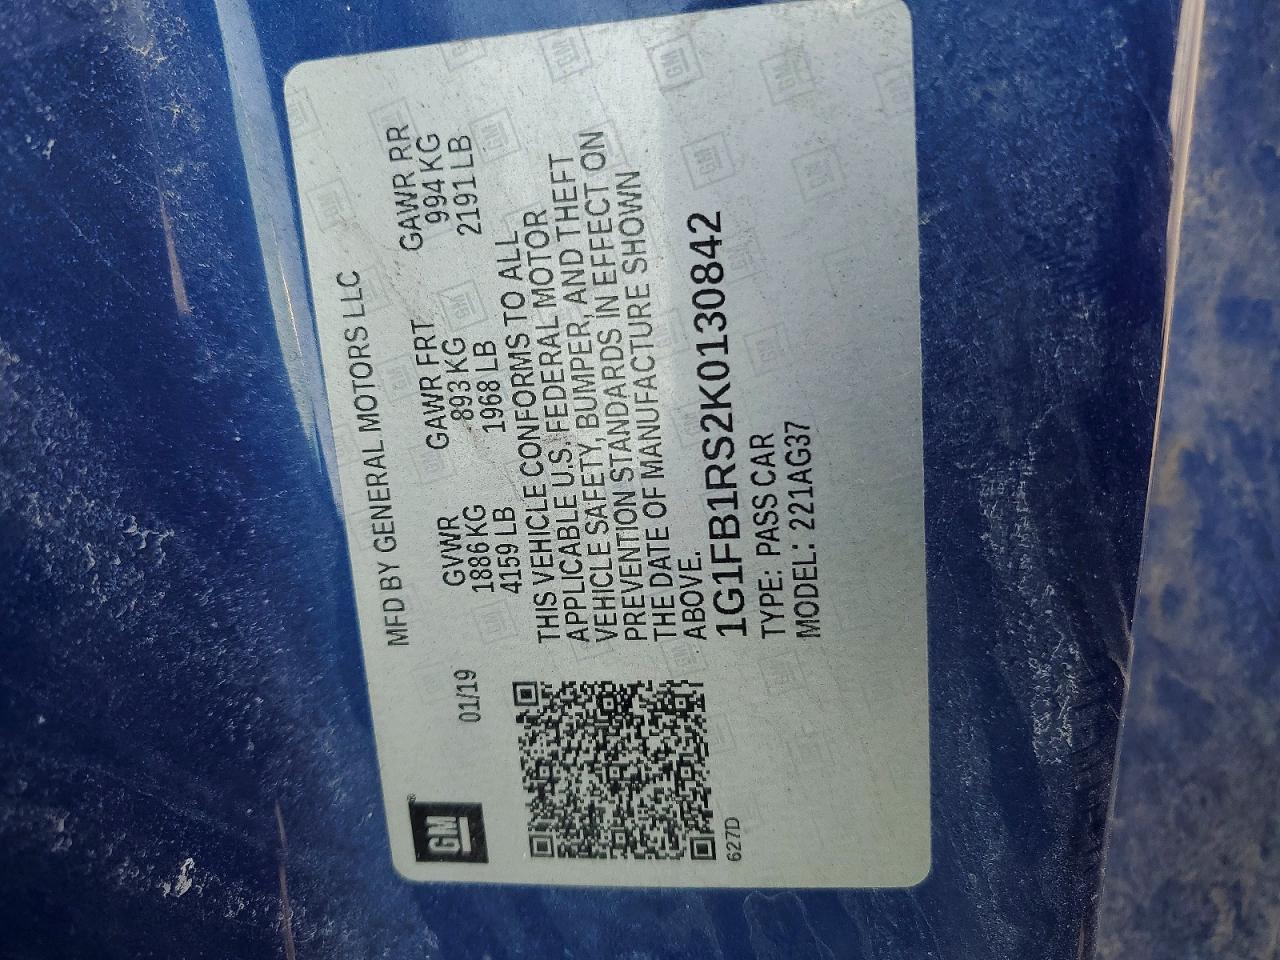 MFD BY GENERAL MOTORS LLC
01/19
GVWR GAWR FRT GAWR RR
1886 KG 893 KG 994 KG
4159 LB 1968 LB 2191 LB
THIS VEHICLE CONFORMS TO ALL
APPLICABLE U.S. FEDERAL MOTOR
VEHICLE SAFETY, BUMPER, AND THEFT
PREVENTION STANDARDS IN EFFECT ON
THE DATE OF MANUFACTURE SHOWN
ABOVE.
1G1FB1RS2K0130842
TYPE: PASS CAR
MODEL: 221AG37
GM®
627D